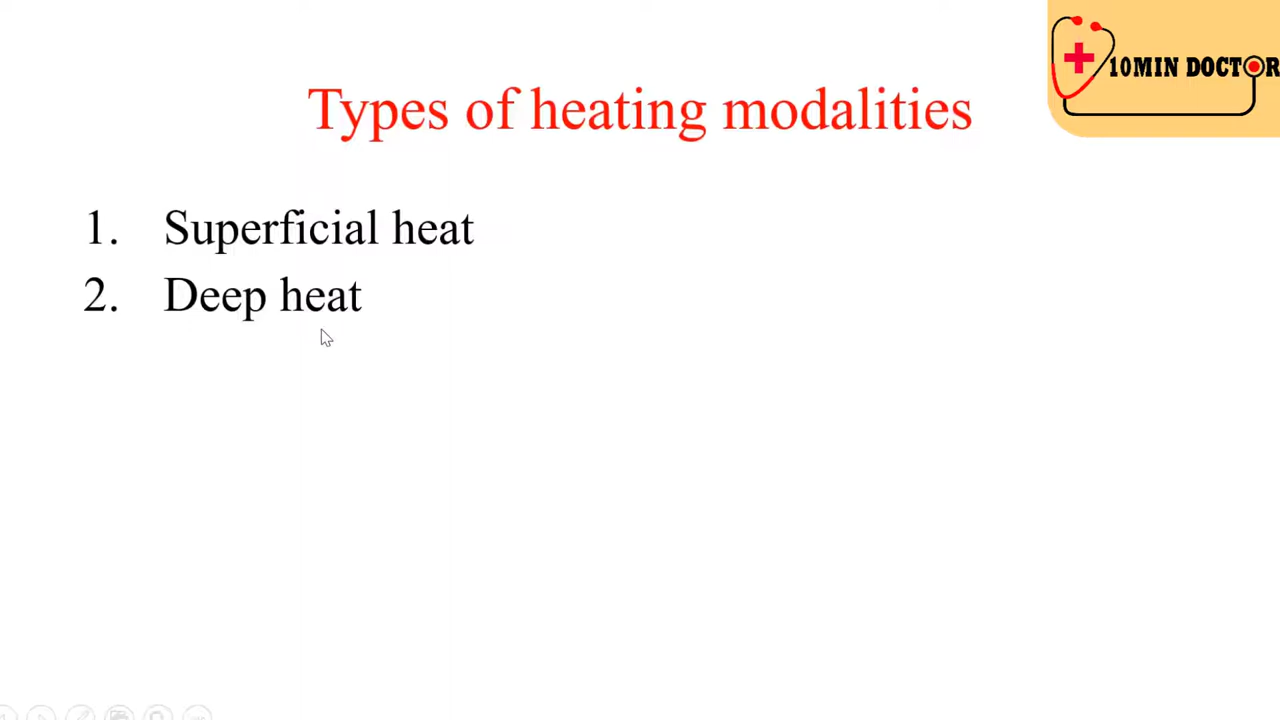 10MIN DOCTOR
Types of heating modalities
1. Superficial heat
2. Deep heat